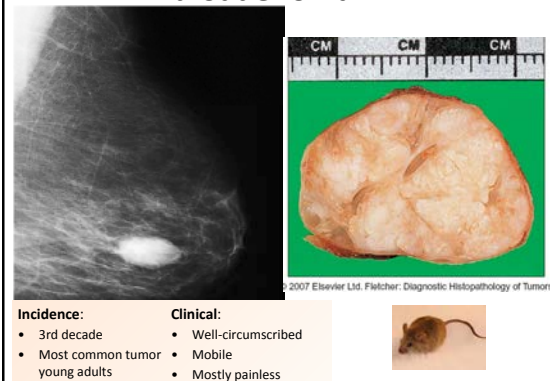 CM CM CM
© 2007 Elsevier Ltd. Fletcher: Diagnostic Histopathology of Tumors
Incidence:
• 3rd decade
• Most common tumor
young adults
Clinical:
• Well-circumscribed
• Mobile
• Mostly painless